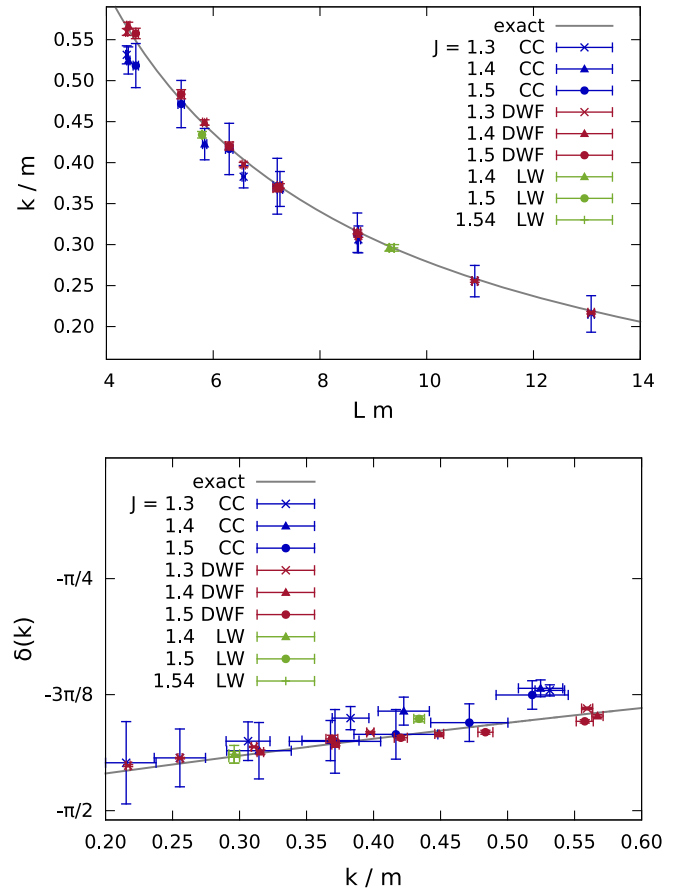 exact
J = 1.3 CC
1.4 CC
1.5 CC
1.3 DWF
1.4 DWF
1.5 DWF
1.4 LW
1.5 LW
1.54 LW
0.55
0.50
0.45
0.40
0.35
0.30
0.25
0.20
k / m
4 6 8 10 12 14
L m
exact
J = 1.3 CC
1.4 CC
1.5 CC
1.3 DWF
1.4 DWF
1.5 DWF
1.4 LW
1.5 LW
1.54 LW
-π/4
-3π/8
-π/2
δ(k)
0.20 0.25 0.30 0.35 0.40 0.45 0.50 0.55 0.60
k / m